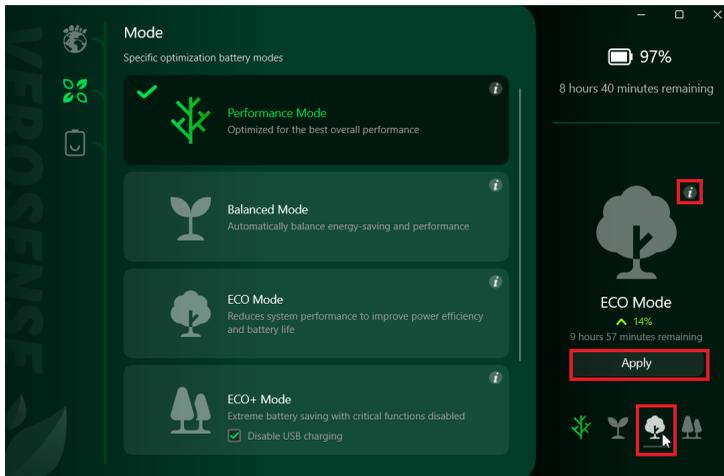 VEROSENSE
Mode
Specific optimization battery modes
i
Performance Mode
Optimized for the best overall performance
i
Balanced Mode
Automatically balance energy-saving and performance
i
ECO Mode
Reduces system performance to improve power efficiency
and battery life
i
ECO+ Mode
Extreme battery saving with critical functions disabled
Disable USB charging
97%
8 hours 40 minutes remaining
i
ECO Mode
14%
9 hours 57 minutes remaining
Apply